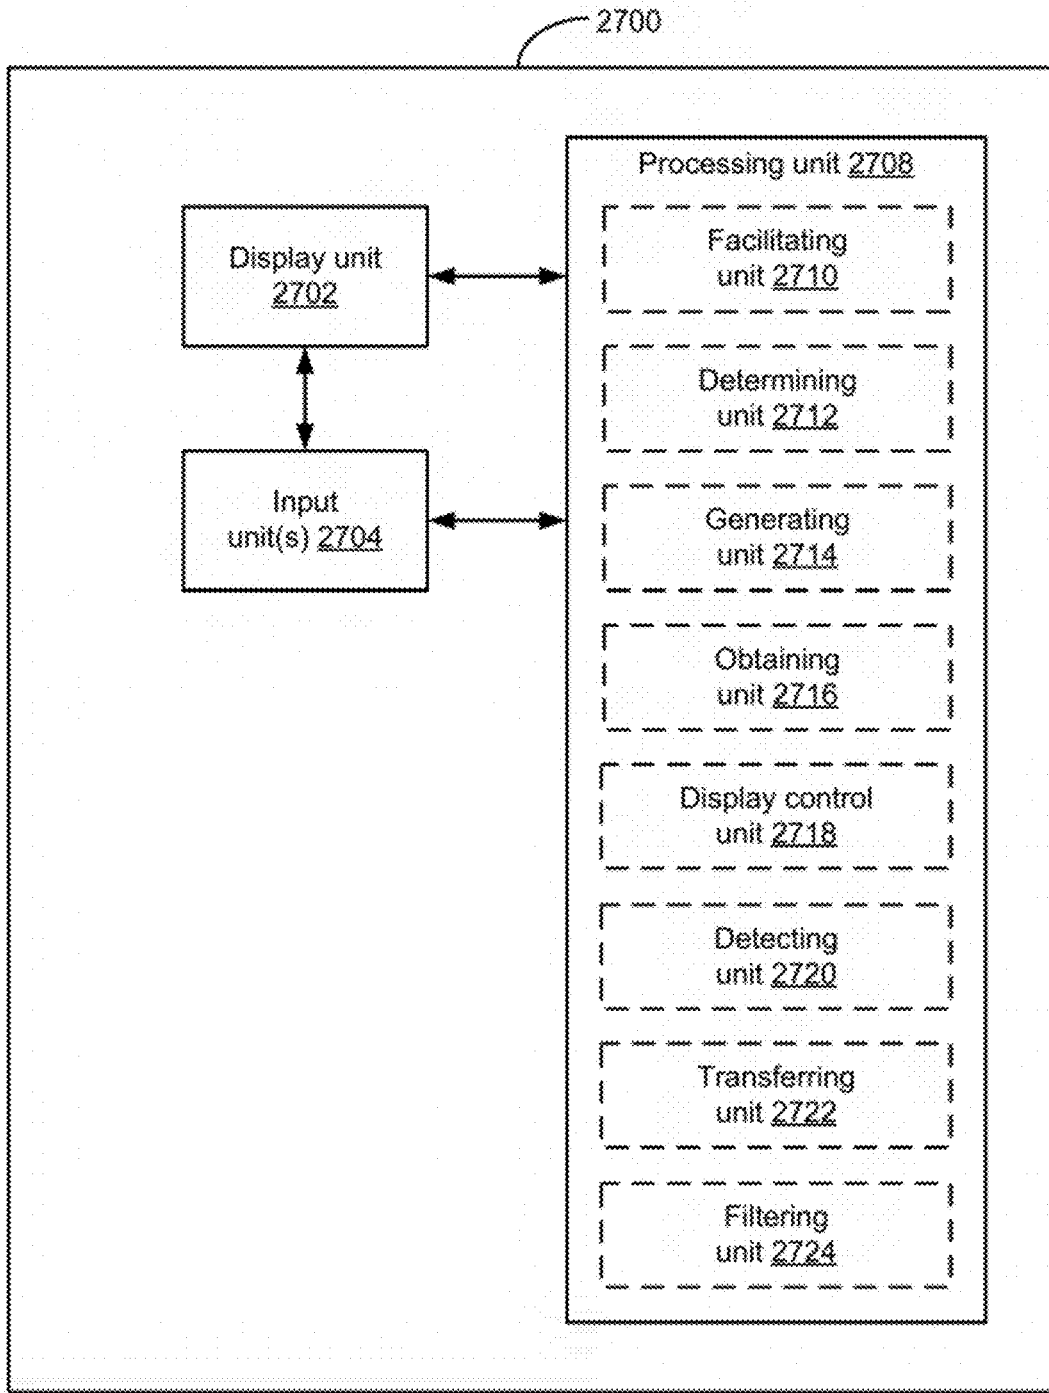 2700
Processing unit 2708
Display unit
2702
Input
unit(s) 2704
Facilitating
unit 2710
Determining
unit 2712
Generating
unit 2714
Obtaining
unit 2716
Display control
unit 2718
Detecting
unit 2720
Transferring
unit 2722
Filtering
unit 2724